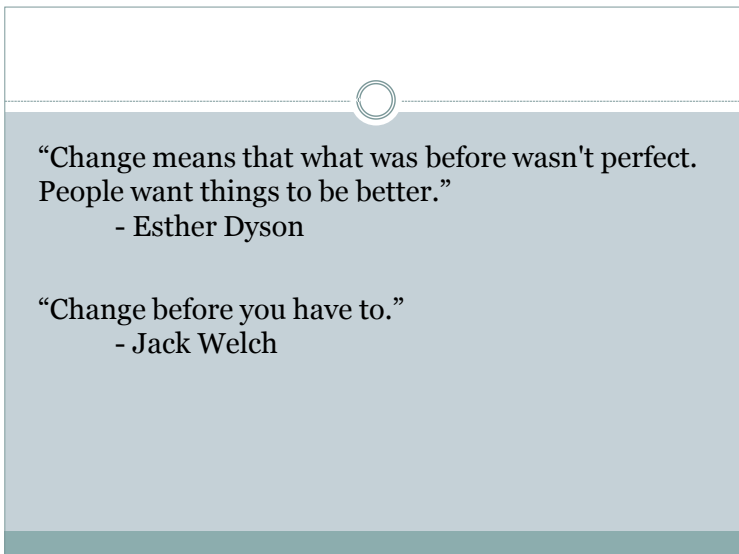 “Change means that what was before wasn't perfect.
People want things to be better.”
- Esther Dyson
“Change before you have to.”
- Jack Welch